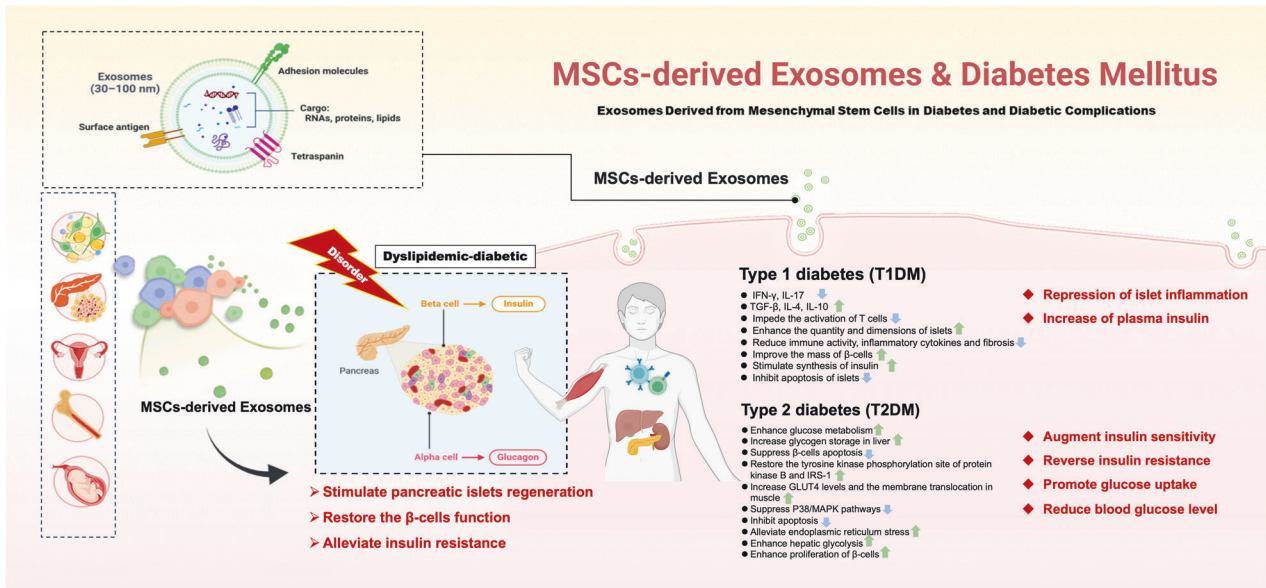 MSCs-derived Exosomes & Diabetes Mellitus
Exosomes Derived from Mesenchymal Stem Cells in Diabetes and Diabetic Complications
Exosomes
(30–100 nm)
Adhesion molecules
Cargo:
RNAs, proteins, lipids
Surface antigen
Tetraspanin
MSCs-derived Exosomes
MSCs-derived Exosomes
Disorder
Dyslipidemic-diabetic
Beta cell
Insulin
Pancreas
Alpha cell
Glucagon
➢ Stimulate pancreatic islets regeneration
➢ Restore the β-cells function
➢ Alleviate insulin resistance
Type 1 diabetes (T1DM)
● IFN-γ, IL-17
● TGF-β, IL-4, IL-10
● Impede the activation of T cells
● Enhance the quantity and dimensions of islets
● Reduce immune activity, inflammatory cytokines and fibrosis
● Improve the mass of β-cells
● Stimulate synthesis of insulin
● Inhibit apoptosis of islets
◆ Repression of islet inflammation
◆ Increase of plasma insulin
Type 2 diabetes (T2DM)
● Enhance glucose metabolism
● Increase glycogen storage in liver
● Suppress β-cells apoptosis
● Restore the tyrosine kinase phosphorylation site of protein
kinase B and IRS-1
● Increase GLUT4 levels and the membrane translocation in
muscle
● Suppress P38/MAPK pathways
● Inhibit apoptosis
● Alleviate endoplasmic reticulum stress
● Enhance hepatic glycolysis
● Enhance proliferation of β-cells
◆ Augment insulin sensitivity
◆ Reverse insulin resistance
◆ Promote glucose uptake
◆ Reduce blood glucose level